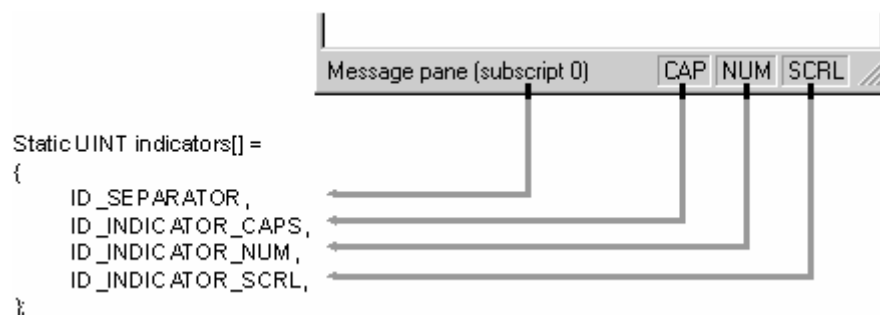 Message pane (subscript 0) CAP NUM SCRL
Static UINT indicators[] =
{
ID_SEPARATOR,
ID_INDICATOR_CAPS,
ID_INDICATOR_NUM,
ID_INDICATOR_SCRL,
};